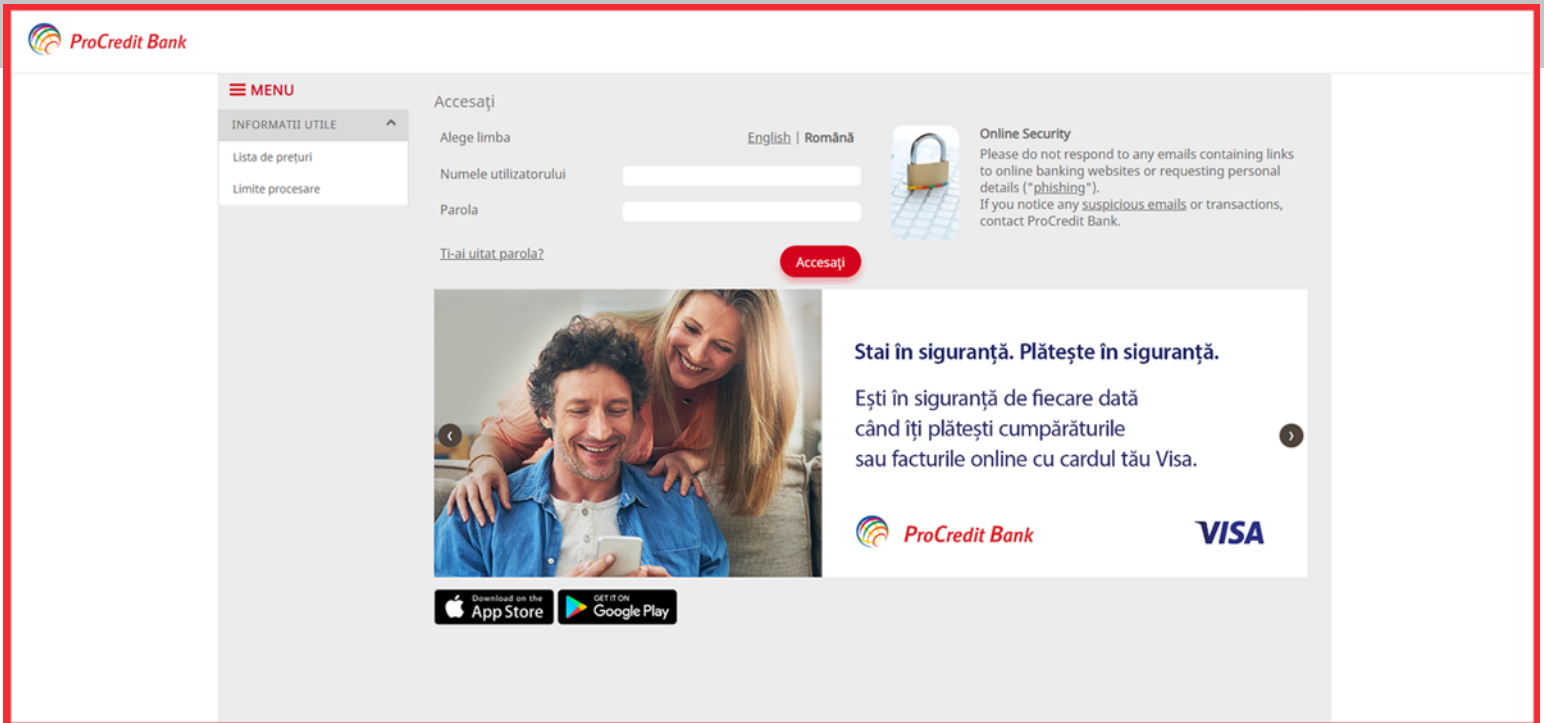 ProCredit Bank
MENU
INFORMATII UTILE
Lista de prețuri
Limite procesare
Accesaţi
Alege limba
English | Română
Numele utilizatorului
Parola
Ti-ai uitat parola?
Accesaţi
Online Security
Please do not respond to any emails containing links
to online banking websites or requesting personal
details ("phishing").
If you notice any suspicious emails or transactions,
contact ProCredit Bank.
Stai în siguranță. Plătește în siguranță.
Ești în siguranță de fiecare dată
când îți plătești cumpărăturile
sau facturile online cu cardul tău Visa.
ProCredit Bank
VISA
Download on the
App Store
GET IT ON
Google Play